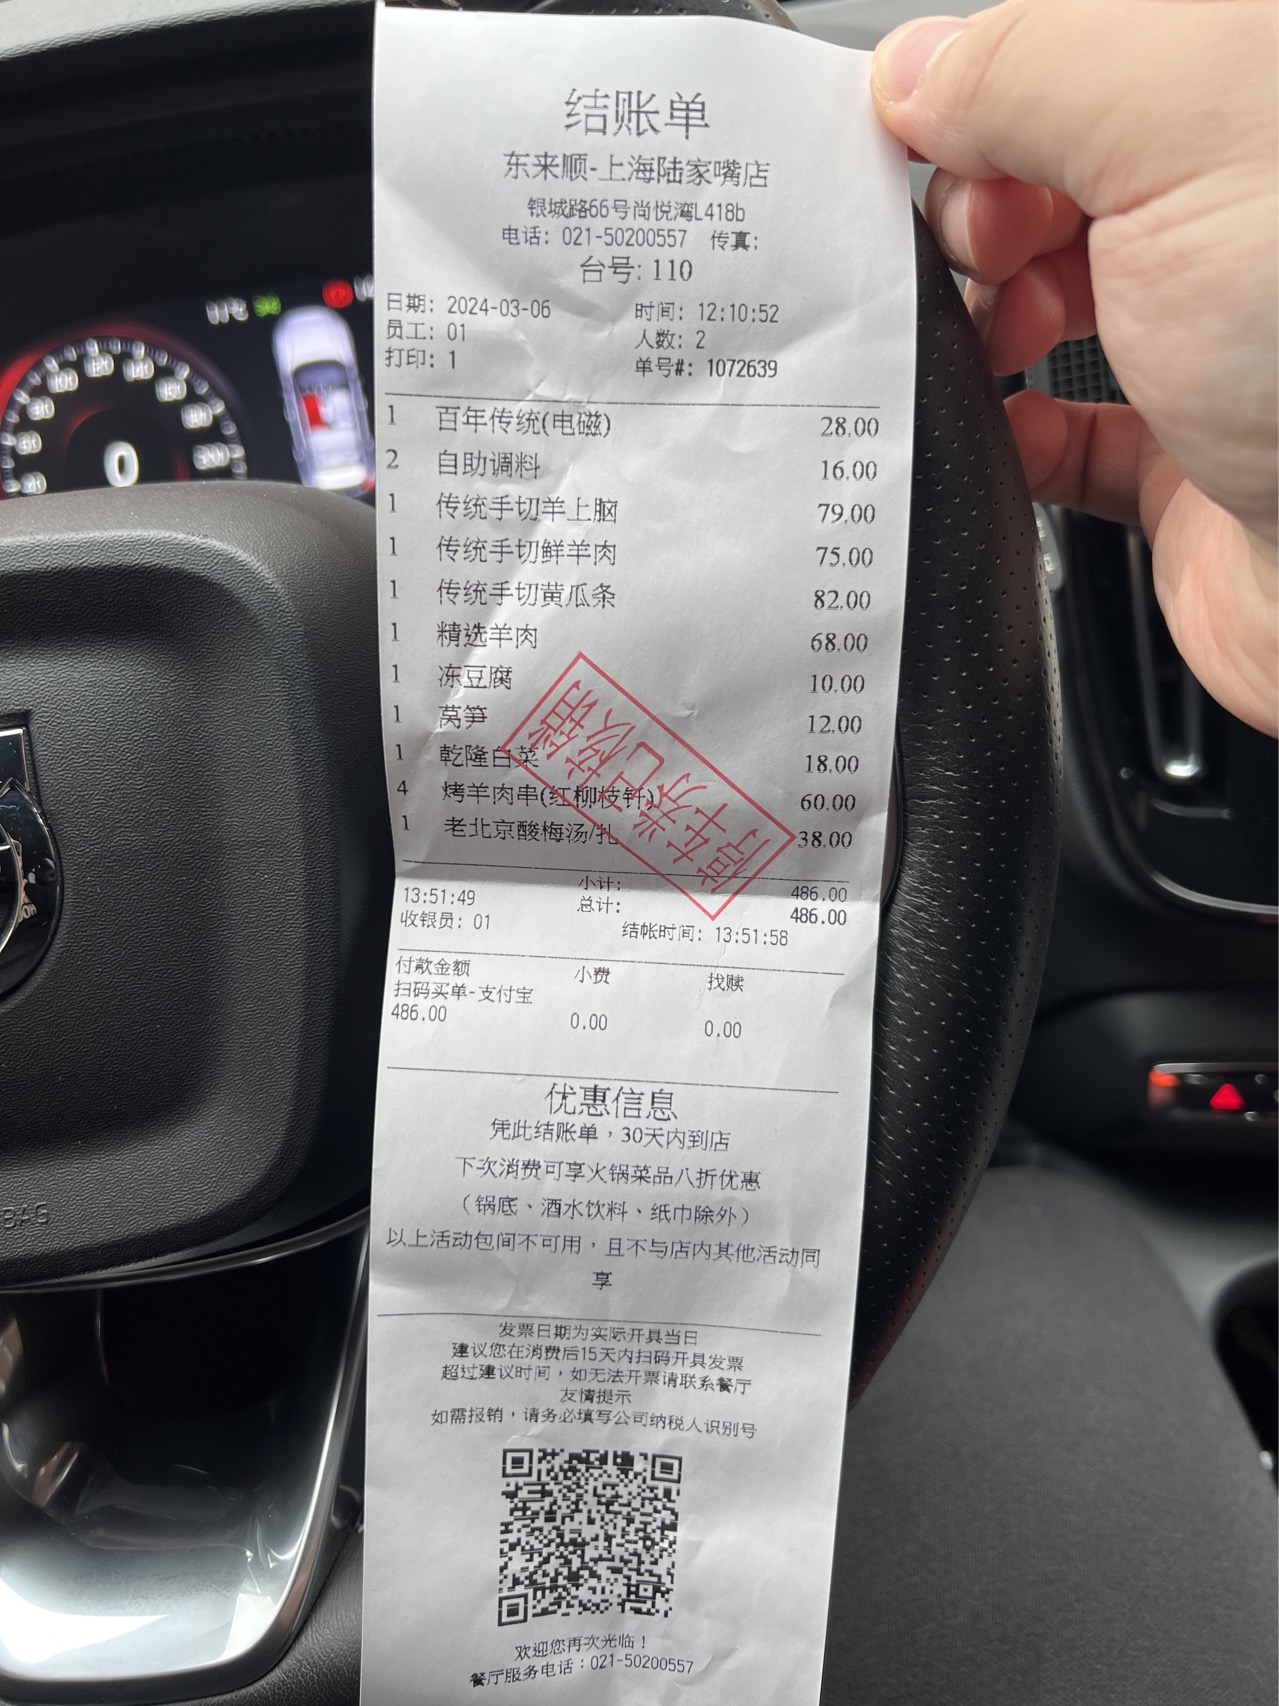 结账单
东来顺-上海陆家嘴店
银城路66号尚悦湾L418b
电话: 021-50200557 传真:
台号: 110
日期: 2024-03-06 时间: 12:10:52
员工: 01 人数: 2
打印: 1 单号#: 1072639
1 百年传统(电磁) 28.00
2 自助调料 16.00
1 传统手切羊上脑 79.00
1 传统手切鲜羊肉 75.00
1 传统手切黄瓜条 82.00
1 精选羊肉 68.00
1 冻豆腐 10.00
1 莴笋 12.00
1 乾隆白菜 18.00
4 烤羊肉串(红柳枝钎) 60.00
1 老北京酸梅汤/扎 38.00
停车券已核销
小计: 486.00
13:51:49 总计: 486.00
收银员: 01 结帐时间: 13:51:58
付款金额 小费 找赎
扫码买单-支付宝
486.00 0.00 0.00
优惠信息
凭此结账单，30天内到店
下次消费可享火锅菜品八折优惠
（锅底、酒水饮料、纸巾除外）
以上活动包间不可用，且不与店内其他活动同
享
发票日期为实际开具当日
建议您在消费后15天内扫码开具发票
超过建议时间，如无法开票请联系餐厅
友情提示
如需报销，请务必填写公司纳税人识别号
欢迎您再次光临！
餐厅服务电话：021-50200557
0
100
120
140
BAG